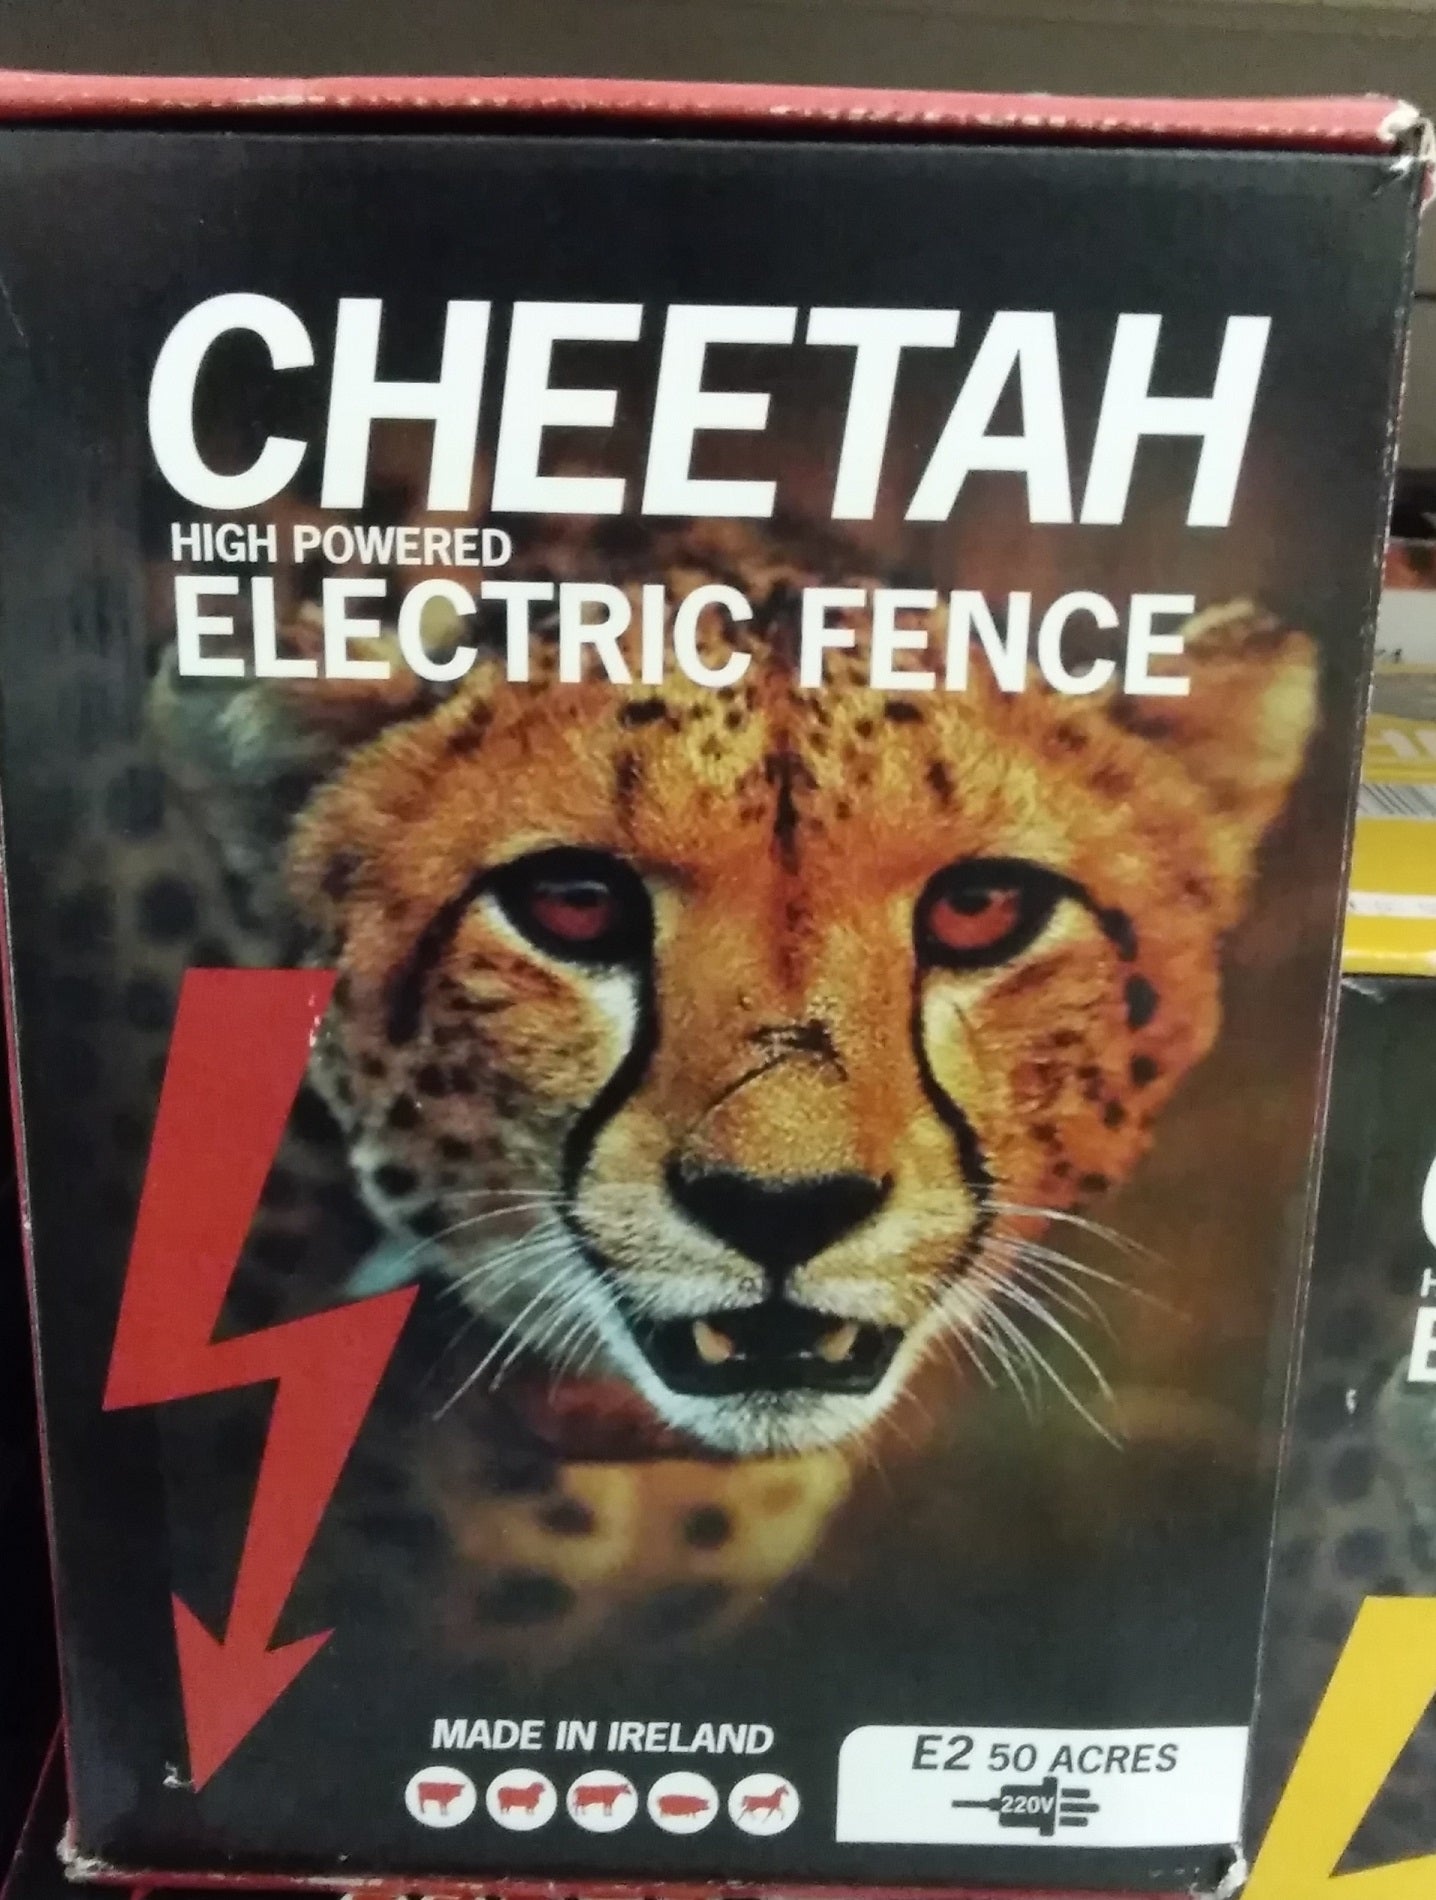 CHEETAH
HIGH POWERED
ELECTRIC FENCE
MADE IN IRELAND
E2 50 ACRES
220V